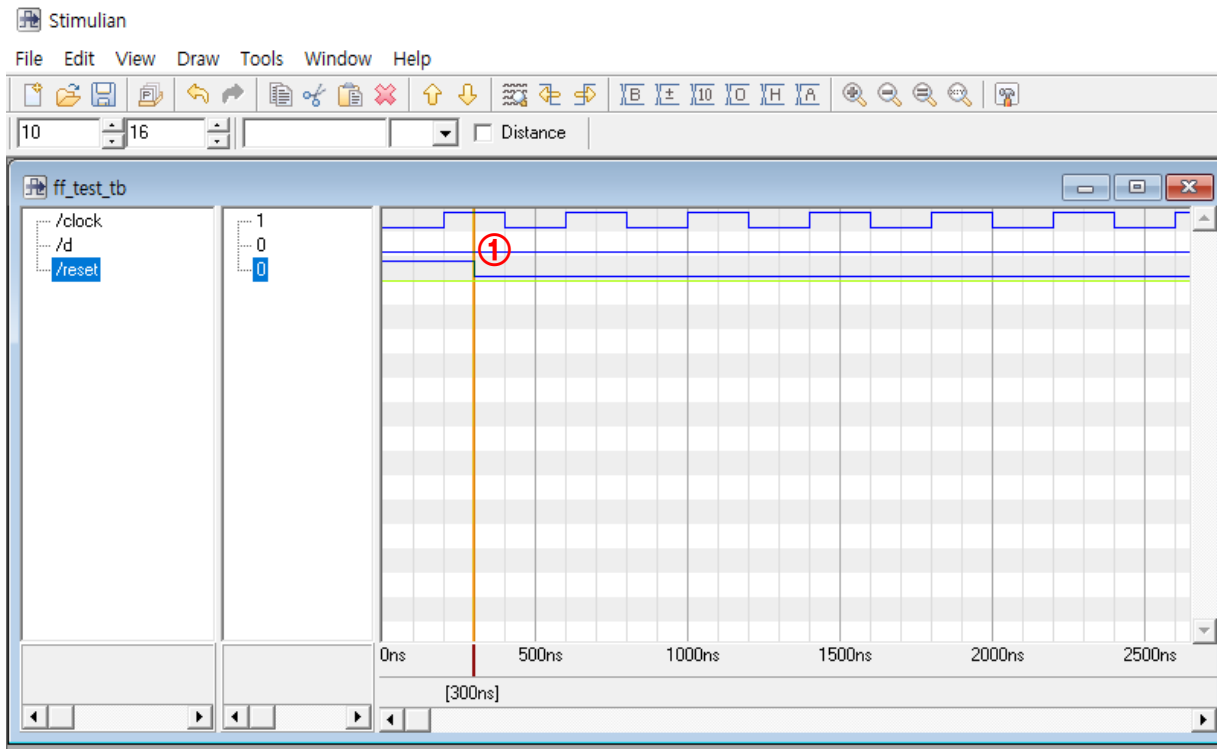 Stimulian
File Edit View Draw Tools Window Help
P B ± 10 O H A
10 16 Distance
ff_test_tb
/clock 1
/d 0
/reset 0
①
0ns 500ns 1000ns 1500ns 2000ns 2500ns
[300ns]